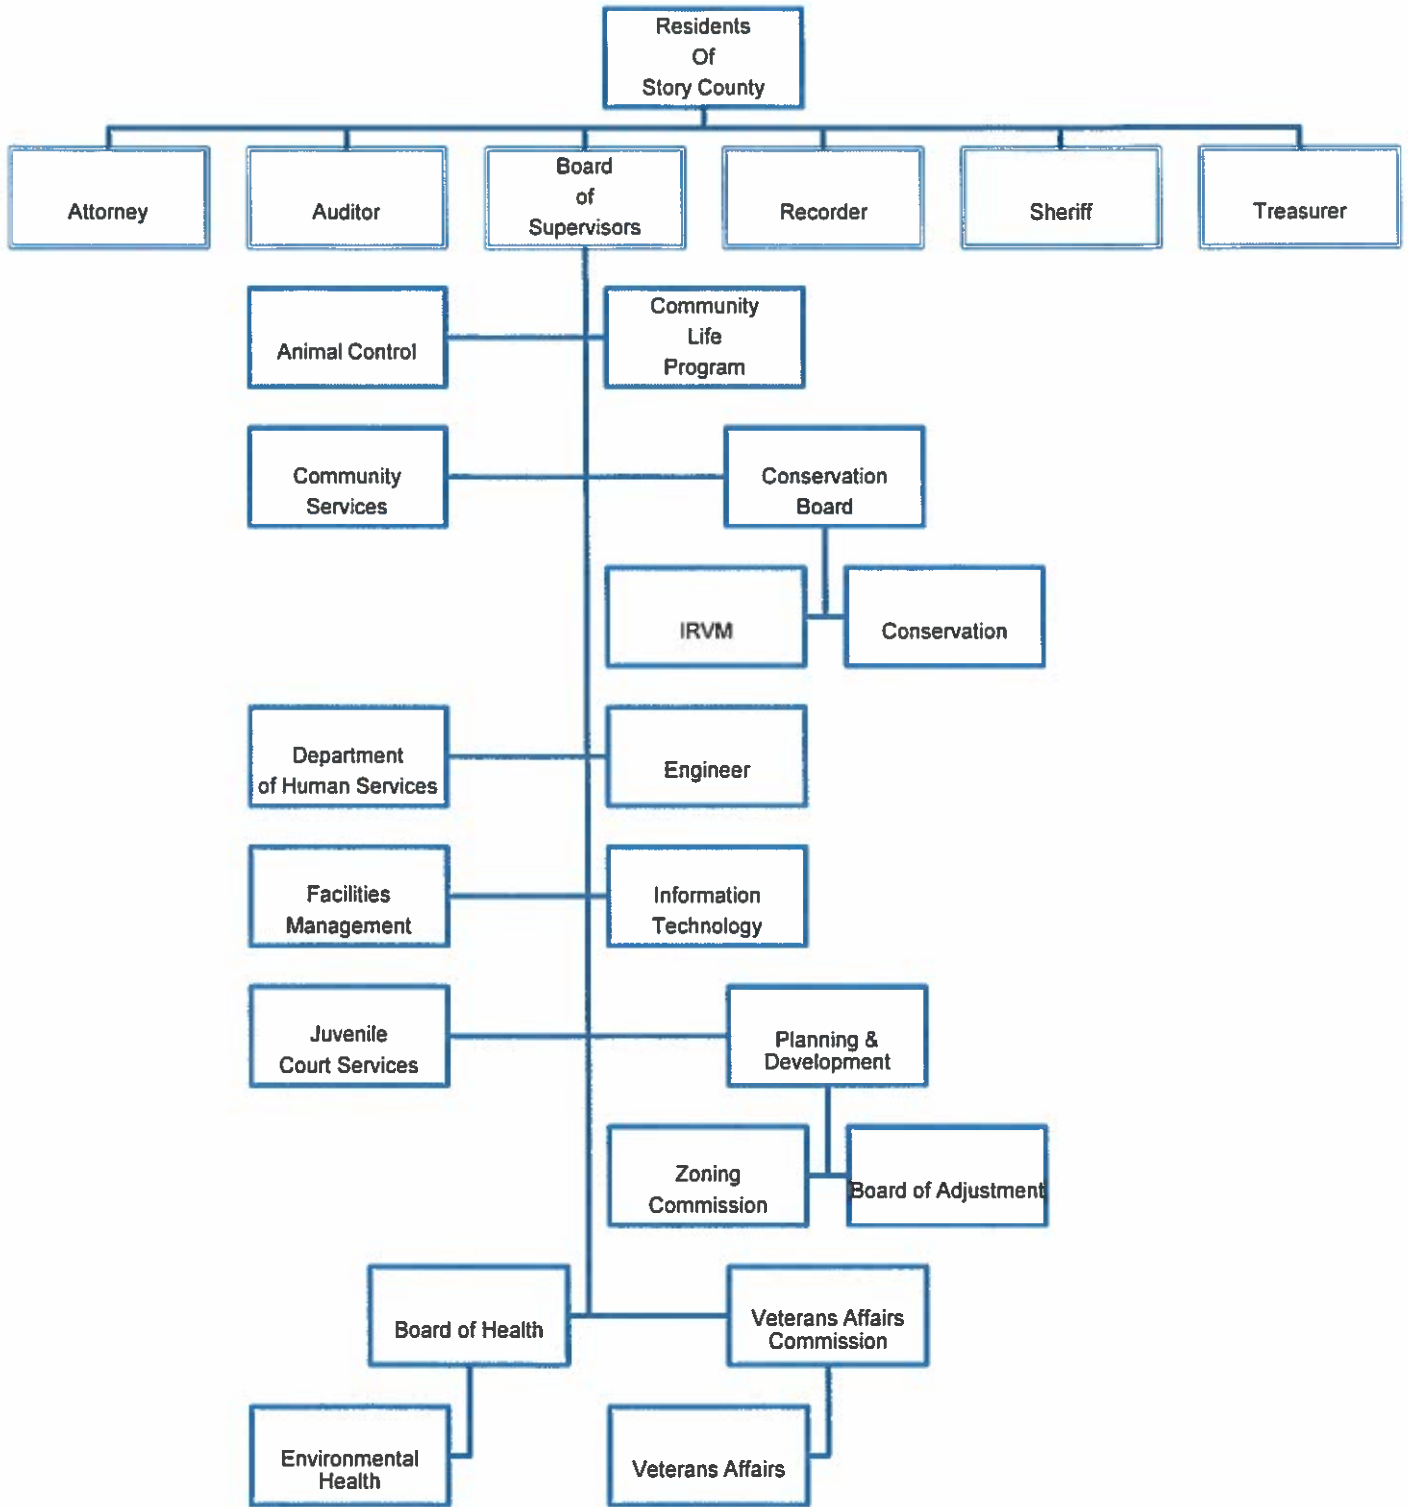 Residents
Of
Story County
Attorney
Auditor
Board
of
Supervisors
Recorder
Sheriff
Treasurer
Animal Control
Community
Life
Program
Community
Services
Conservation
Board
IRVM
Conservation
Department
of Human Services
Engineer
Facilities
Management
Information
Technology
Juvenile
Court Services
Planning &
Development
Zoning
Commission
Board of Adjustment
Board of Health
Veterans Affairs
Commission
Environmental
Health
Veterans Affairs